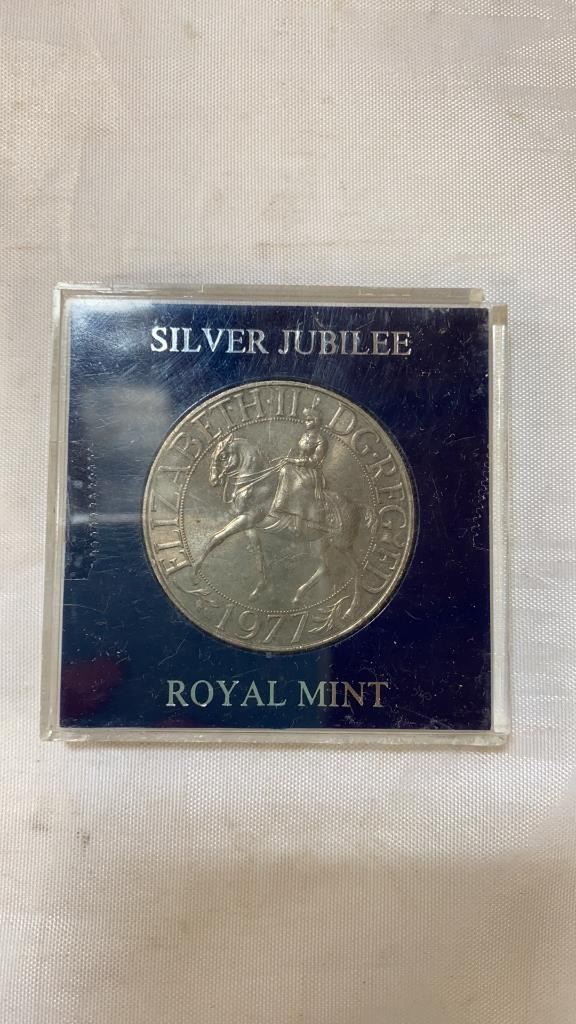 SILVER JUBILEE
ELIZABETH·II D·G·REG·F·D
1977
ROYAL MINT